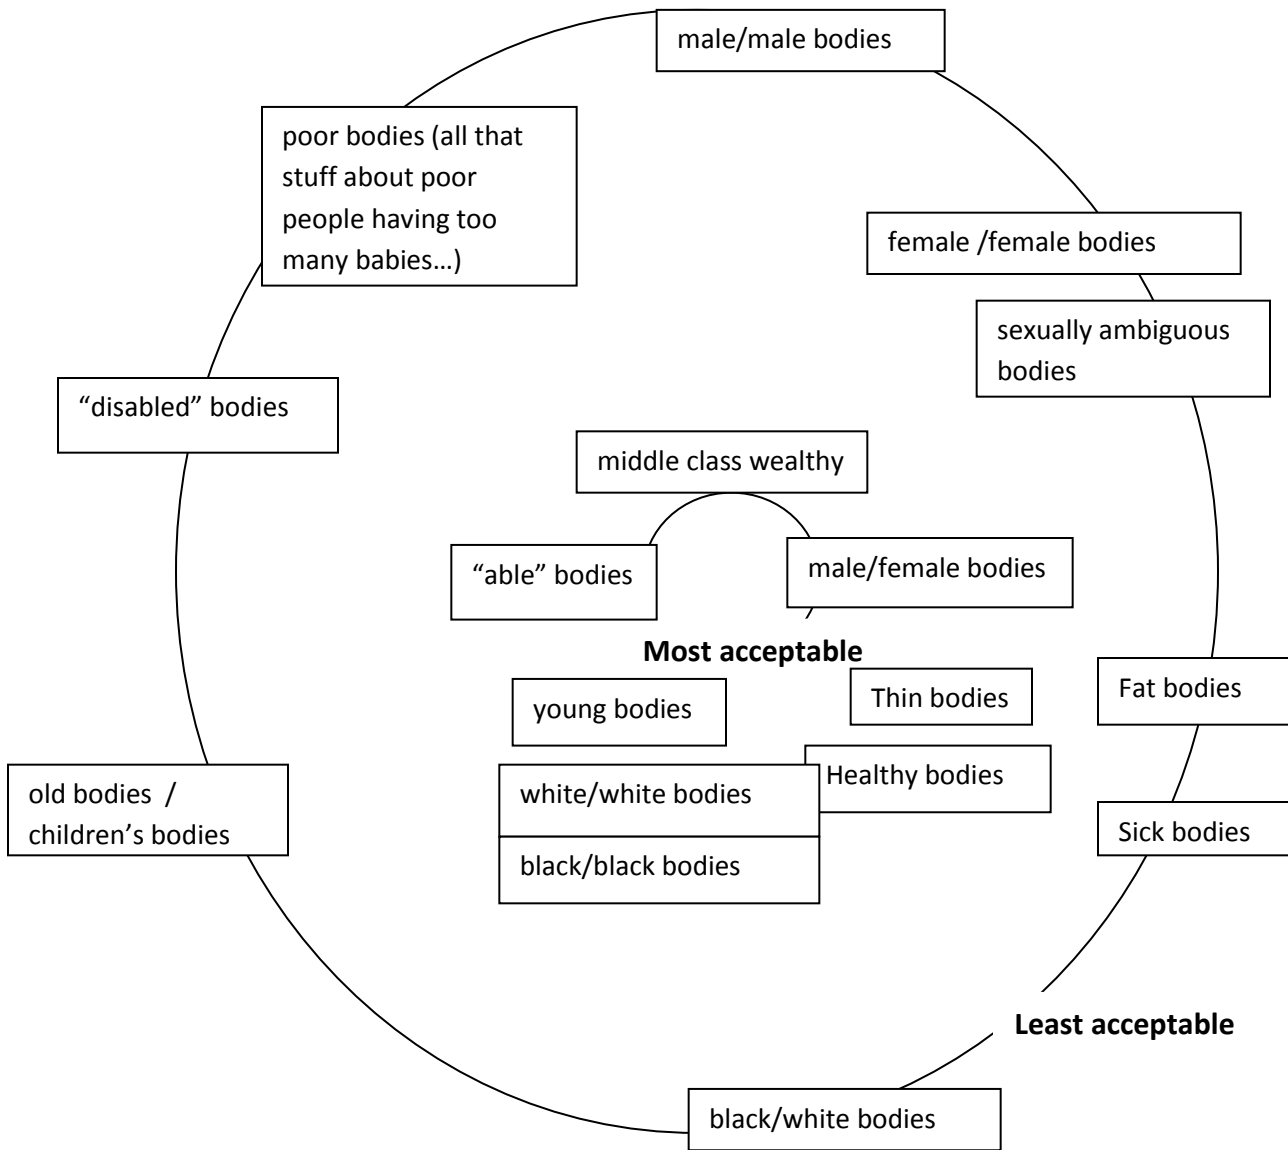 male/male bodies
poor bodies (all that
stuff about poor
people having too
many babies…)
female /female bodies
sexually ambiguous
bodies
“disabled” bodies
middle class wealthy
“able” bodies
male/female bodies
Most acceptable
young bodies
Thin bodies
Fat bodies
white/white bodies
Healthy bodies
old bodies /
children’s bodies
black/black bodies
Sick bodies
Least acceptable
black/white bodies